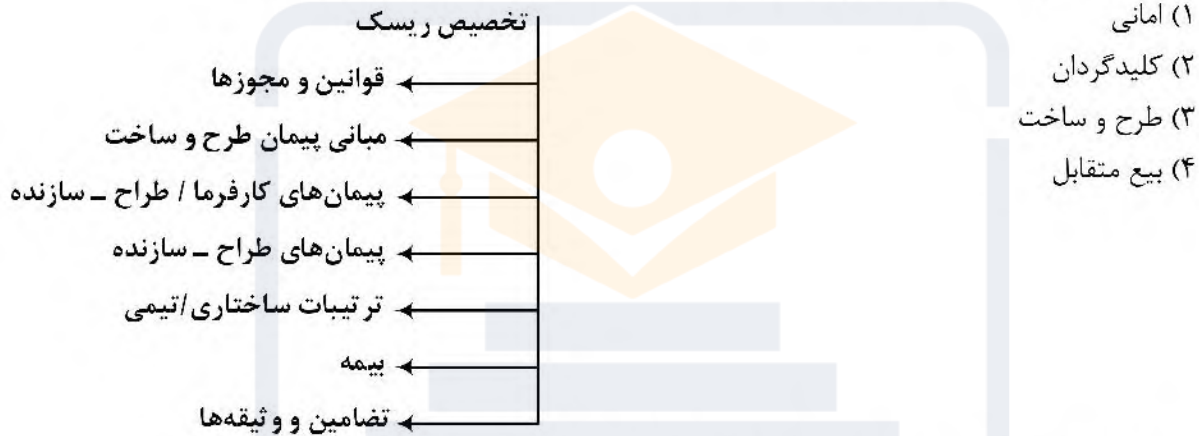 ۱) امانی
۲) کلیدگردان
۳) طرح و ساخت
۴) بیع متقابل
تخصیص ریسک
قوانین و مجوزها
مبانی پیمان طرح و ساخت
پیمان‌های کارفرما / طراح ـ سازنده
پیمان‌های طراح ـ سازنده
ترتیبات ساختاری/تیمی
بیمه
تضامین و وثیقه‌ها